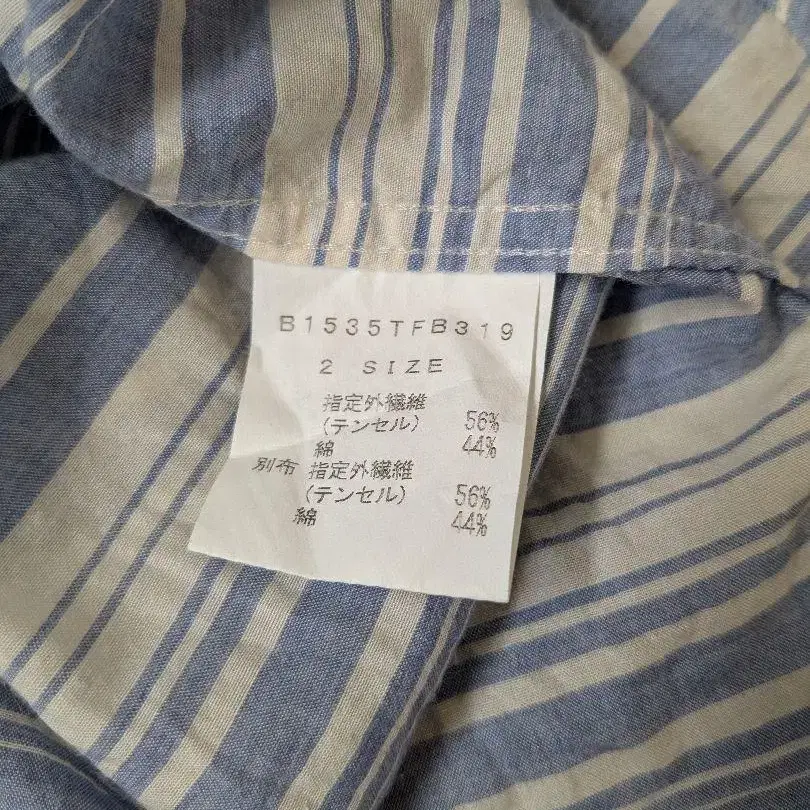 B1535TFB319
2 SIZE
指定外繊維
(テンセル) 56%
綿 44%
別布 指定外繊維
(テンセル) 56%
綿 44%